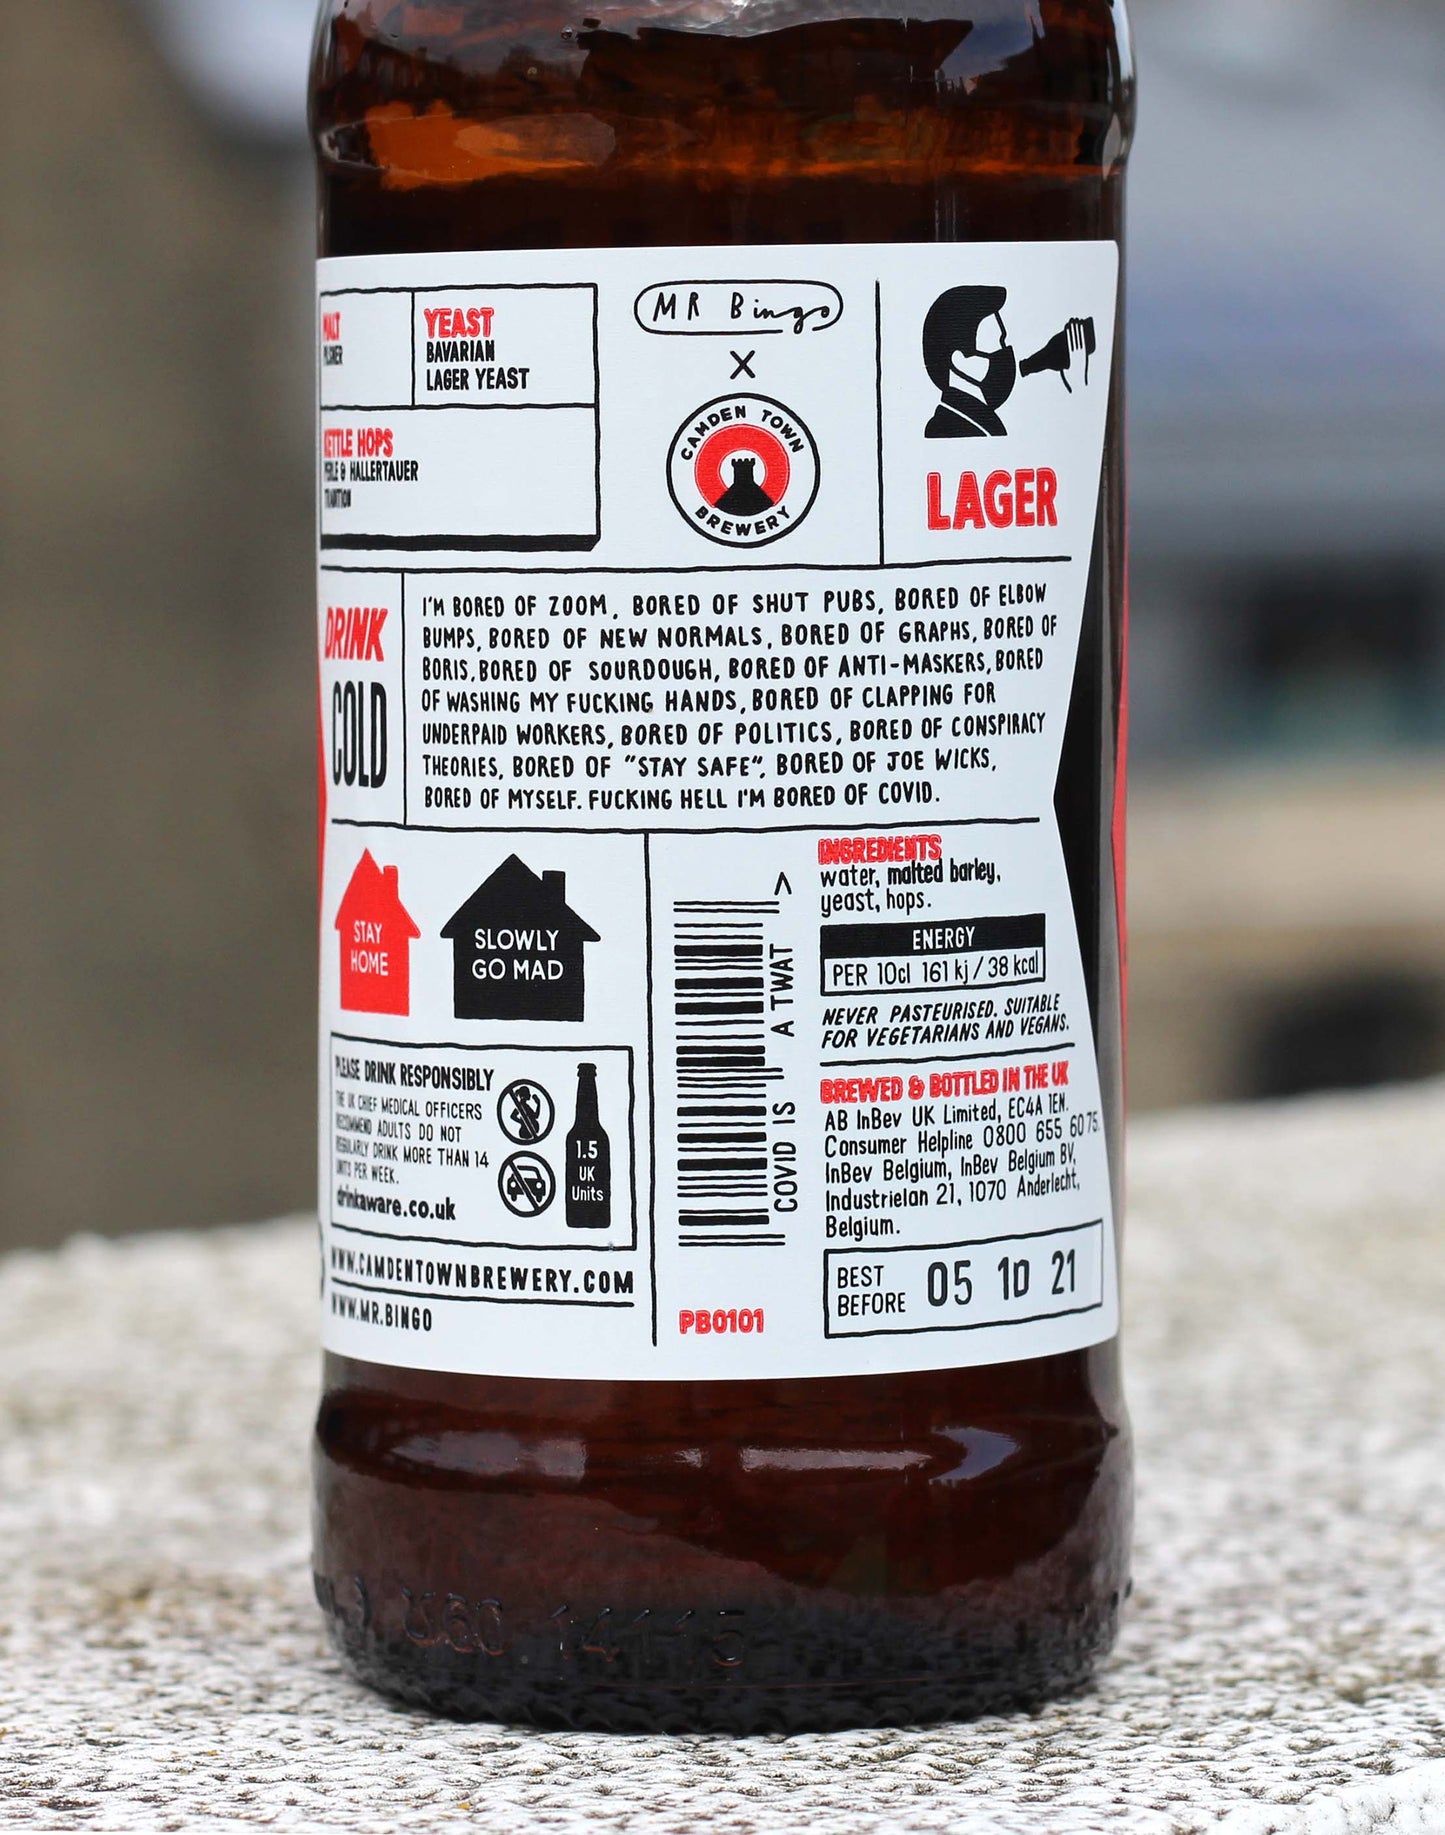 MALT
PILSNER
YEAST
BAVARIAN
LAGER YEAST
KETTLE HOPS
PERLE & HALLERTAUER
TRADITION
MR Bingo
X
CAMDEN TOWN
BREWERY
LAGER
DRINK
COLD
I'M BORED OF ZOOM, BORED OF SHUT PUBS, BORED OF ELBOW
BUMPS, BORED OF NEW NORMALS, BORED OF GRAPHS, BORED OF
BORIS, BORED OF SOURDOUGH, BORED OF ANTI-MASKERS, BORED
OF WASHING MY FUCKING HANDS, BORED OF CLAPPING FOR
UNDERPAID WORKERS, BORED OF POLITICS, BORED OF CONSPIRACY
THEORIES, BORED OF "STAY SAFE", BORED OF JOE WICKS,
BORED OF MYSELF. FUCKING HELL I'M BORED OF COVID.
STAY
HOME
SLOWLY
GO MAD
PLEASE DRINK RESPONSIBLY
THE UK CHIEF MEDICAL OFFICERS
RECOMMEND ADULTS DO NOT
REGULARLY DRINK MORE THAN 14
UNITS PER WEEK.
drinkaware.co.uk
1.5
UK
Units
WWW.CAMDENTOWNBREWERY.COM
WWW.MR.BINGO
COVID IS A TWAT >
PB0101
INGREDIENTS
water, malted barley,
yeast, hops.
ENERGY
PER 10cl 161 kj / 38 kcal
NEVER PASTEURISED. SUITABLE
FOR VEGETARIANS AND VEGANS.
BREWED & BOTTLED IN THE UK
AB InBev UK Limited, EC4A 1EN.
Consumer Helpline 0800 655 6075.
InBev Belgium, InBev Belgium BV,
Industrielan 21, 1070 Anderlecht,
Belgium.
BEST
BEFORE
05 10 21